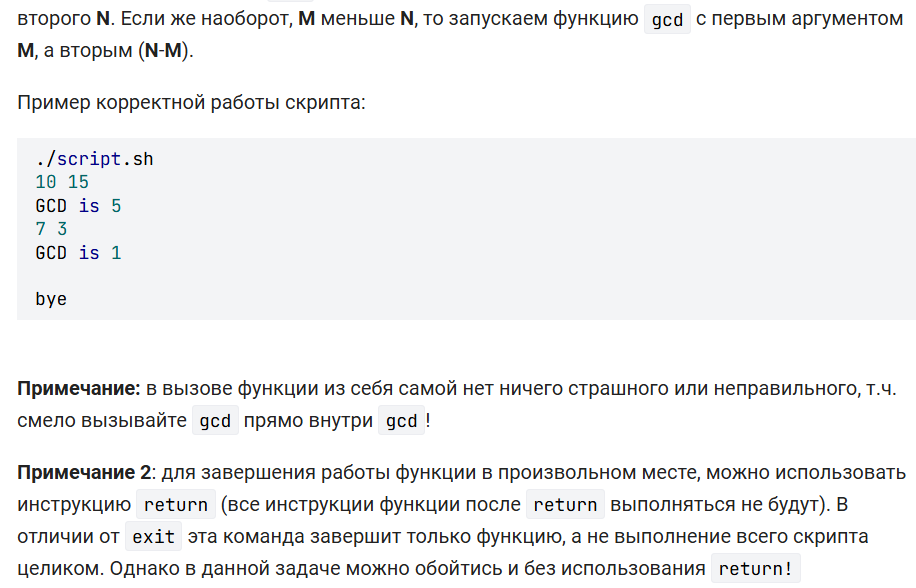 второго N. Если же наоборот, M меньше N, то запускаем функцию gcd с первым аргументом
M, а вторым (N-M).
Пример корректной работы скрипта:
./script.sh
10 15
GCD is 5
7 3
GCD is 1
bye
Примечание: в вызове функции из себя самой нет ничего страшного или неправильного, т.ч.
смело вызывайте gcd прямо внутри gcd!
Примечание 2: для завершения работы функции в произвольном месте, можно использовать
инструкцию return (все инструкции функции после return выполняться не будут). В
отличии от exit эта команда завершит только функцию, а не выполнение всего скрипта
целиком. Однако в данной задаче можно обойтись и без использования return!